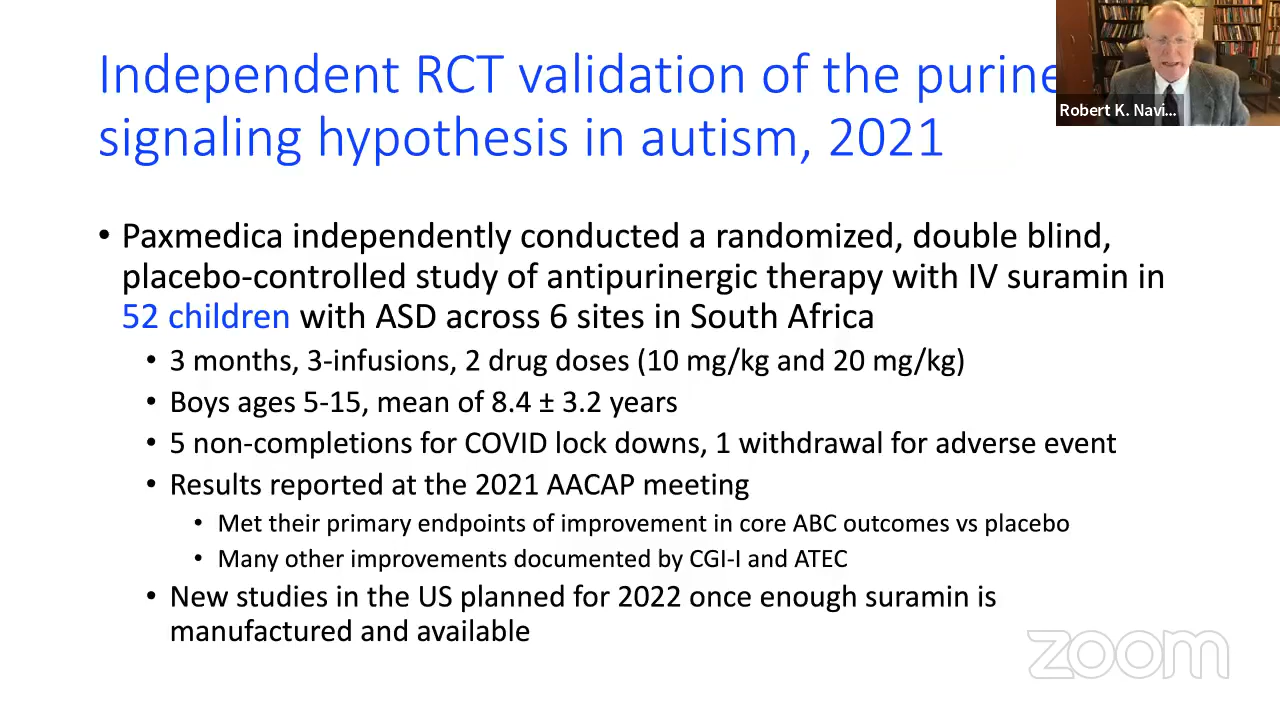 Independent RCT validation of the purine
signaling hypothesis in autism, 2021
Robert K. Navi...
• Paxmedica independently conducted a randomized, double blind,
placebo-controlled study of antipurinergic therapy with IV suramin in
52 children with ASD across 6 sites in South Africa
• 3 months, 3-infusions, 2 drug doses (10 mg/kg and 20 mg/kg)
• Boys ages 5-15, mean of 8.4 ± 3.2 years
• 5 non-completions for COVID lock downs, 1 withdrawal for adverse event
• Results reported at the 2021 AACAP meeting
• Met their primary endpoints of improvement in core ABC outcomes vs placebo
• Many other improvements documented by CGI-I and ATEC
• New studies in the US planned for 2022 once enough suramin is
manufactured and available
zoom